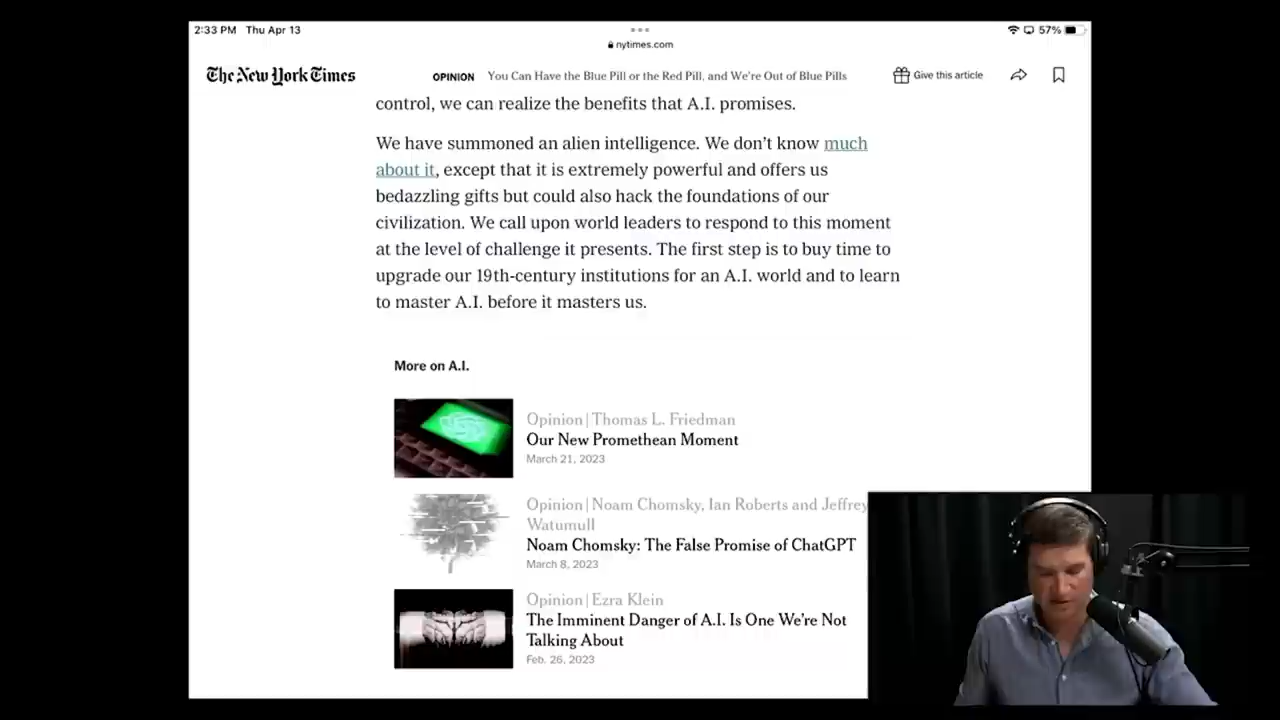 2:33 PM Thu Apr 13
57%
nytimes.com
The New York Times
OPINION You Can Have the Blue Pill or the Red Pill, and We're Out of Blue Pills
Give this article
control, we can realize the benefits that A.I. promises.
We have summoned an alien intelligence. We don't know much
about it, except that it is extremely powerful and offers us
bedazzling gifts but could also hack the foundations of our
civilization. We call upon world leaders to respond to this moment
at the level of challenge it presents. The first step is to buy time to
upgrade our 19th-century institutions for an A.I. world and to learn
to master A.I. before it masters us.
More on A.I.
Opinion | Thomas L. Friedman
Our New Promethean Moment
March 21, 2023
Opinion | Noam Chomsky, Ian Roberts and Jeffrey
Watumull
Noam Chomsky: The False Promise of ChatGPT
March 8, 2023
Opinion | Ezra Klein
The Imminent Danger of A.I. Is One We're Not
Talking About
Feb. 26, 2023